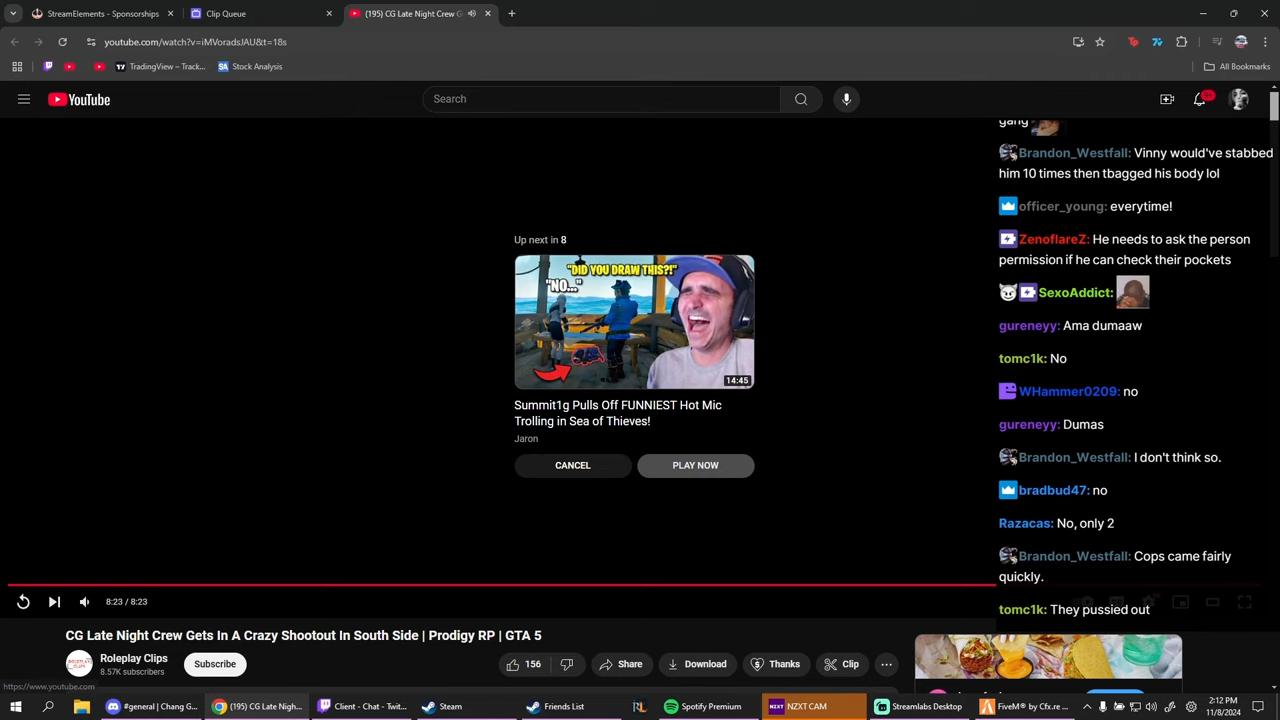 StreamElements - Sponsorships
Clip Queue
(195) CG Late Night Crew G
youtube.com/watch?v=iMVoradsJAU&t=18s
TradingView – Track...
SA Stock Analysis
All Bookmarks
YouTube
Search
9+
gang
Brandon_Westfall: Vinny would've stabbed
him 10 times then tbagged his body lol
officer_young: everytime!
ZenoflareZ: He needs to ask the person
permission if he can check their pockets
SexoAddict:
gureneyy: Ama dumaaw
tomc1k: No
WHammer0209: no
gureneyy: Dumas
Brandon_Westfall: I don't think so.
bradbud47: no
Razacas: No, only 2
Brandon_Westfall: Cops came fairly
quickly.
tomc1k: They pussied out
Up next in 8
"DID YOU DRAW THIS?!"
"NO..."
14:45
Summit1g Pulls Off FUNNIEST Hot Mic
Trolling in Sea of Thieves!
Jaron
CANCEL
PLAY NOW
8:23 / 8:23
CG Late Night Crew Gets In A Crazy Shootout In South Side | Prodigy RP | GTA 5
Roleplay Clips
8.57K subscribers
Subscribe
156
Share
Download
Thanks
Clip
https://www.youtube.com
#general | Chang G...
(195) CG Late Nigh...
Client - Chat - Twit...
Steam
Friends List
Spotify Premium
NZXT CAM
Streamlabs Desktop
FiveM® by Cfx.re ...
2:12 PM
11/8/2024